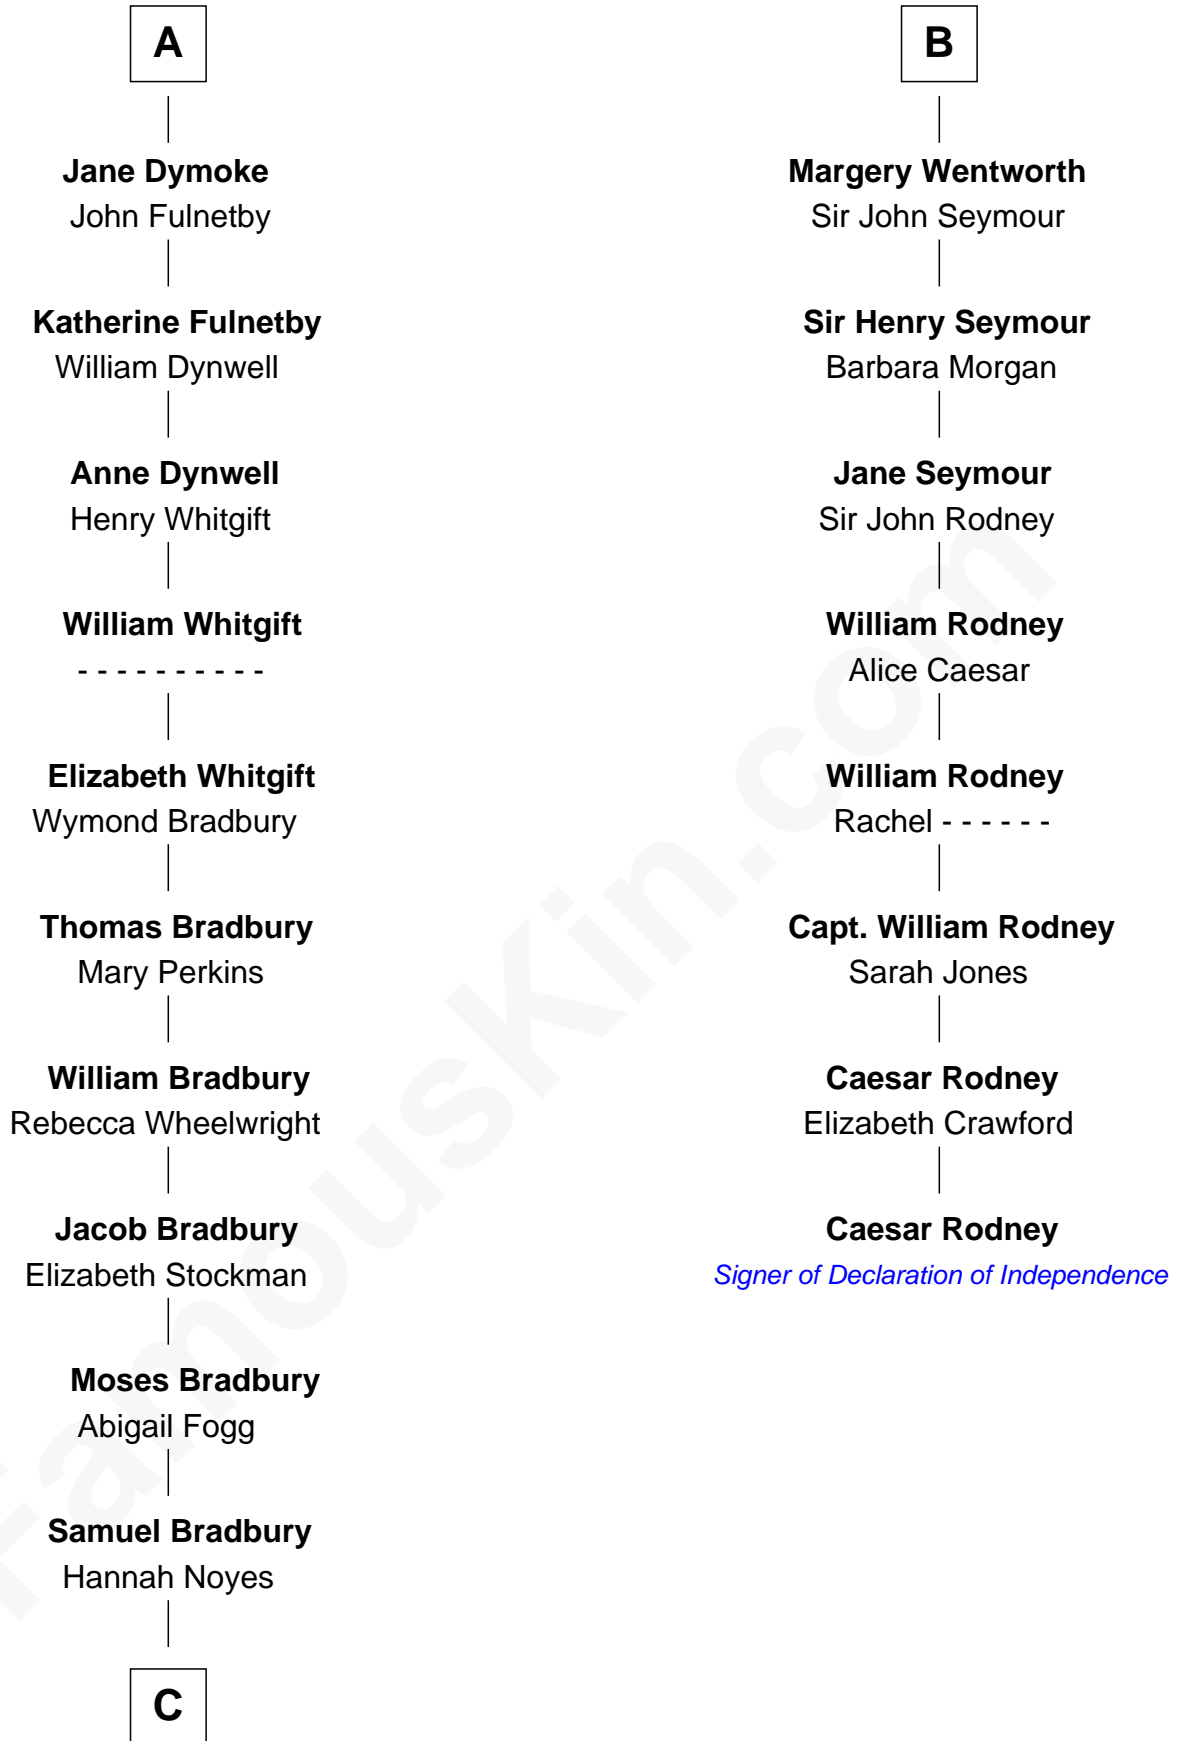 A
Jane Dymoke
John Fulnetby
Katherine Fulnetby
William Dynwell
Anne Dynwell
Henry Whitgift
William Whitgift
- - - - - - - - - -
Elizabeth Whitgift
Wymond Bradbury
Thomas Bradbury
Mary Perkins
William Bradbury
Rebecca Wheelwright
Jacob Bradbury
Elizabeth Stockman
Moses Bradbury
Abigail Fogg
Samuel Bradbury
Hannah Noyes
C
B
Margery Wentworth
Sir John Seymour
Sir Henry Seymour
Barbara Morgan
Jane Seymour
Sir John Rodney
William Rodney
Alice Caesar
William Rodney
Rachel - - - - - -
Capt. William Rodney
Sarah Jones
Caesar Rodney
Elizabeth Crawford
Caesar Rodney
Signer of Declaration of Independence
FamousKin.com